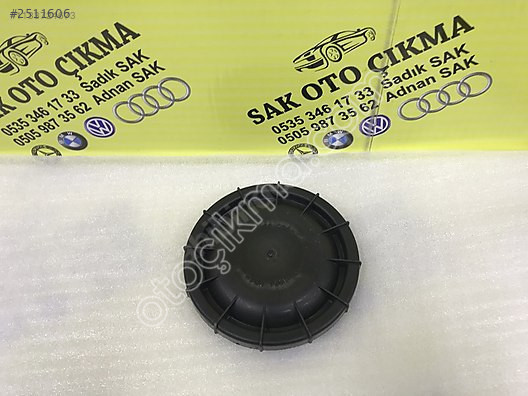 #2511606
SAK OTO ÇIKMA
0535 346 17 33 Sadık SAK
0505 987 35 62 Adnan SAK
SAK OTO ÇIKMA
0535 346 17 33 Sadık SAK
0505 987 35 62 Adnan SAK
otoçıkma